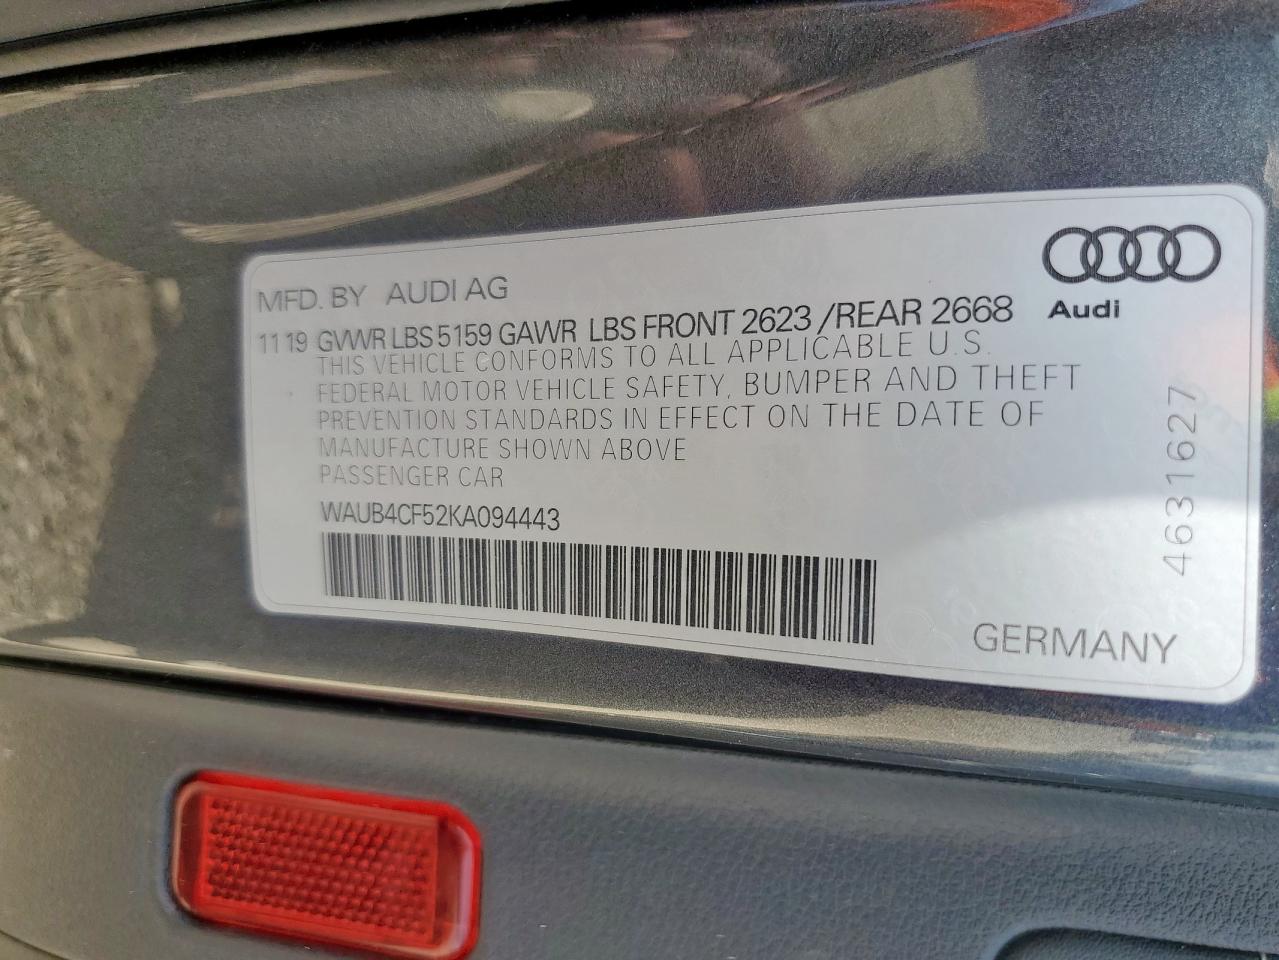 MFD. BY AUDI AG
Audi
11 19 GVWR LBS 5159 GAWR LBS FRONT 2623 /REAR 2668
THIS VEHICLE CONFORMS TO ALL APPLICABLE U.S.
FEDERAL MOTOR VEHICLE SAFETY, BUMPER AND THEFT
PREVENTION STANDARDS IN EFFECT ON THE DATE OF
MANUFACTURE SHOWN ABOVE
PASSENGER CAR
WAUB4CF52KA094443
4631627
GERMANY